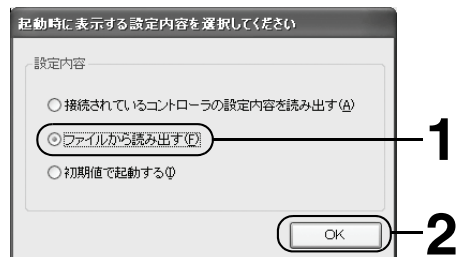 起動時に表示する設定内容を選択してください
設定内容
接続されているコントローラの設定内容を読み出す(A)
ファイルから読み出す(F)
1
初期値で起動する(I)
OK
2